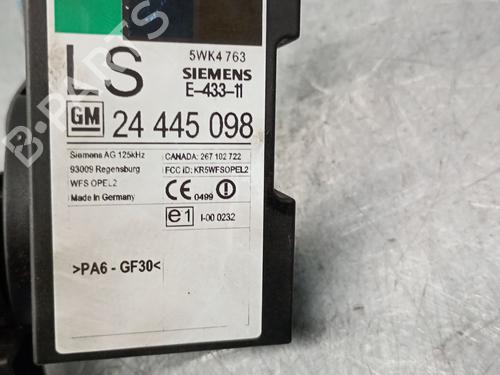 LS
5WK4 763
SIEMENS
E-433-11
GM 24 445 098
Siemens AG 125kHz
93009 Regensburg
WFS OPEL2
Made in Germany
CANADA: 267 102 722
FCC ID: KR5WFSOPEL2
CE 0499 !
e1 I-00 0232
>PA6 - GF30<
B-PARTS